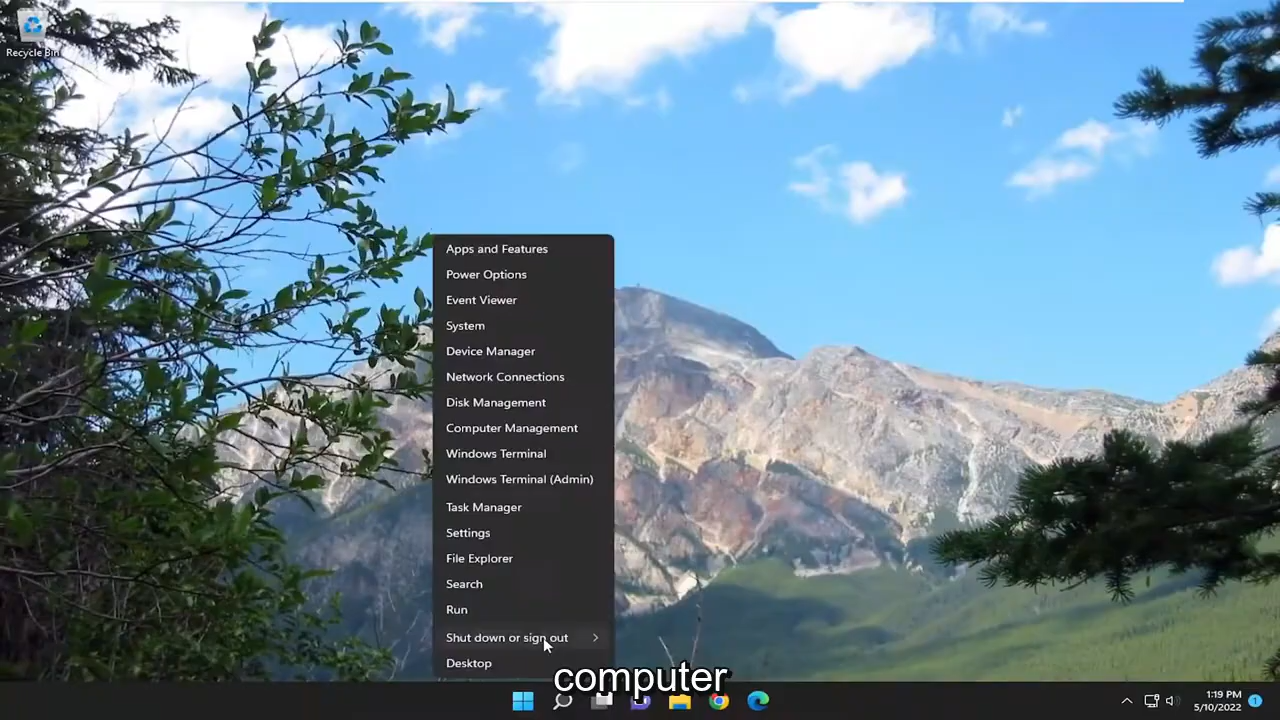 Recycle Bin
Apps and Features
Power Options
Event Viewer
System
Device Manager
Network Connections
Disk Management
Computer Management
Windows Terminal
Windows Terminal (Admin)
Task Manager
Settings
File Explorer
Search
Run
Shut down or sign out
Desktop
computer
1:19 PM
5/10/2022
1